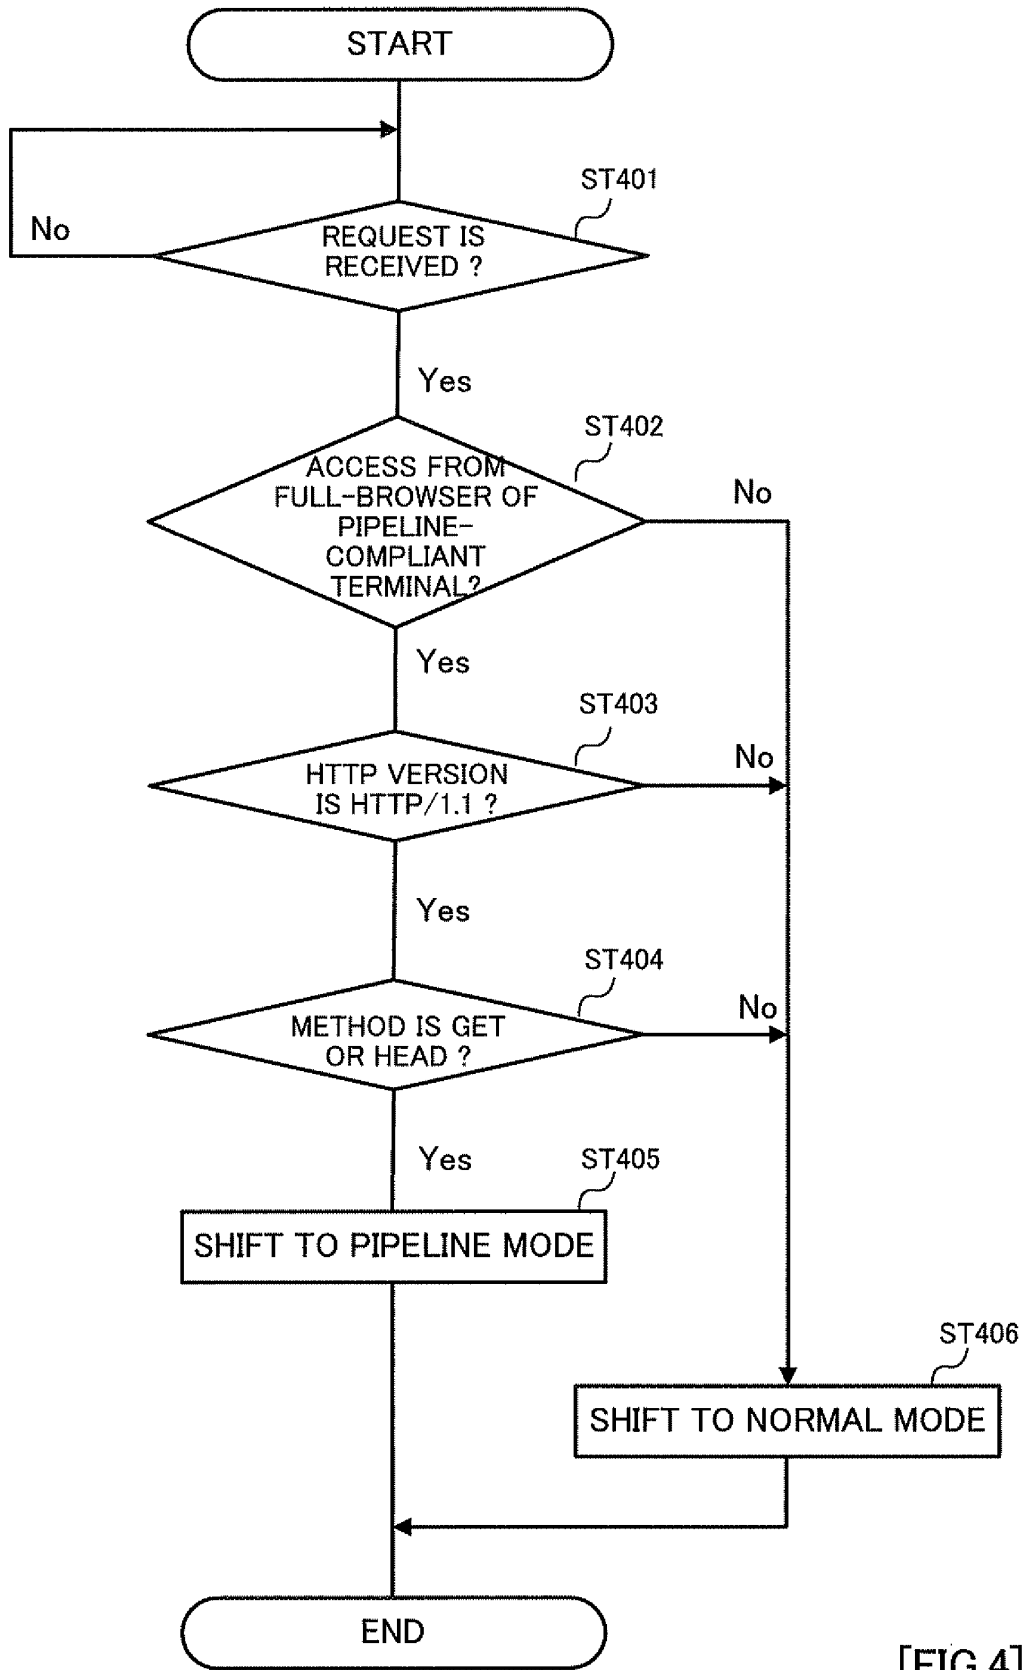 START
ST401
No
REQUEST IS
RECEIVED ?
Yes
ST402
ACCESS FROM
FULL-BROWSER OF
PIPELINE-
COMPLIANT
TERMINAL?
No
Yes
ST403
HTTP VERSION
IS HTTP/1.1 ?
No
Yes
ST404
METHOD IS GET
OR HEAD ?
No
Yes
ST405
SHIFT TO PIPELINE MODE
ST406
SHIFT TO NORMAL MODE
END
[FIG.4]